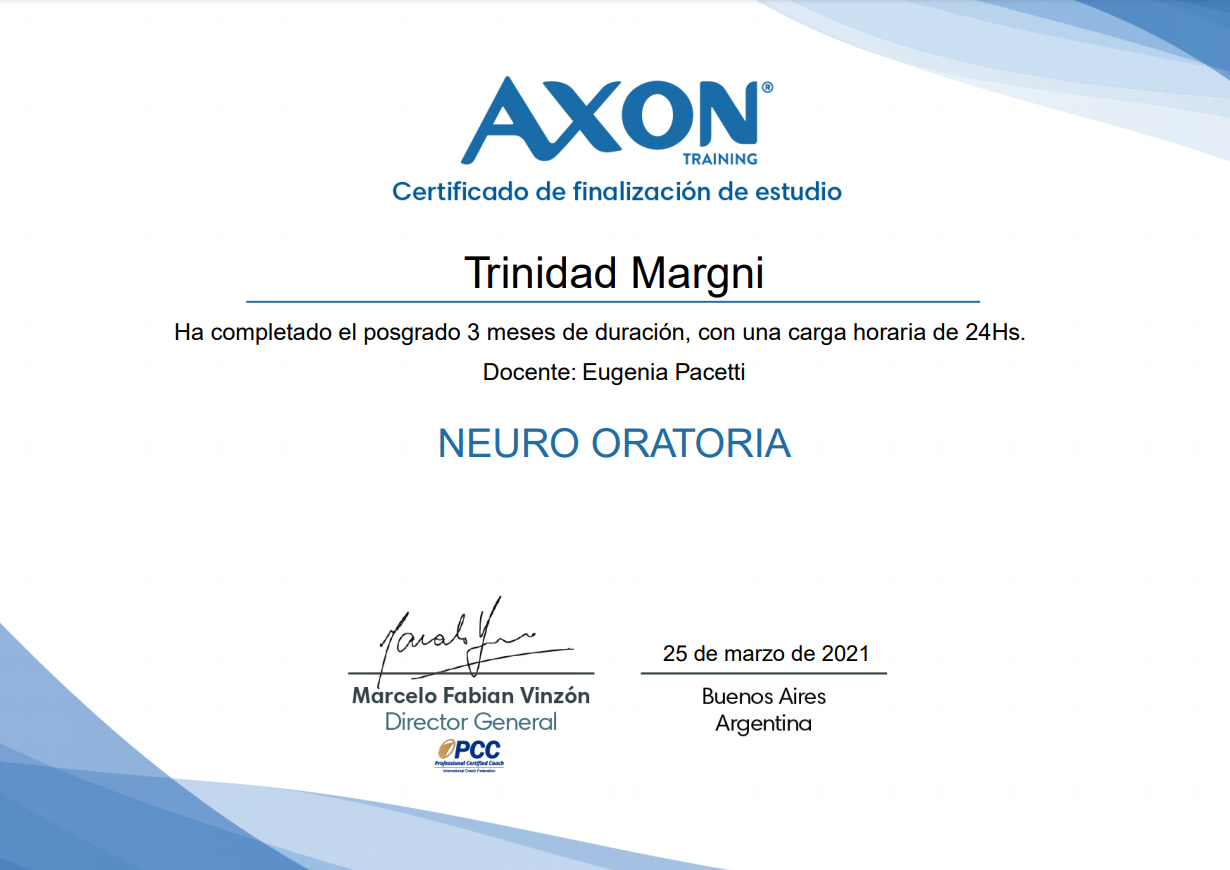 AXON®
TRAINING
Certificado de finalización de estudio
Trinidad Margni
Ha completado el posgrado 3 meses de duración, con una carga horaria de 24Hs.
Docente: Eugenia Pacetti
NEURO ORATORIA
25 de marzo de 2021
Marcelo Fabian Vinzón
Director General
PCC
Professional Certified Coach
International Coach Federation
Buenos Aires
Argentina